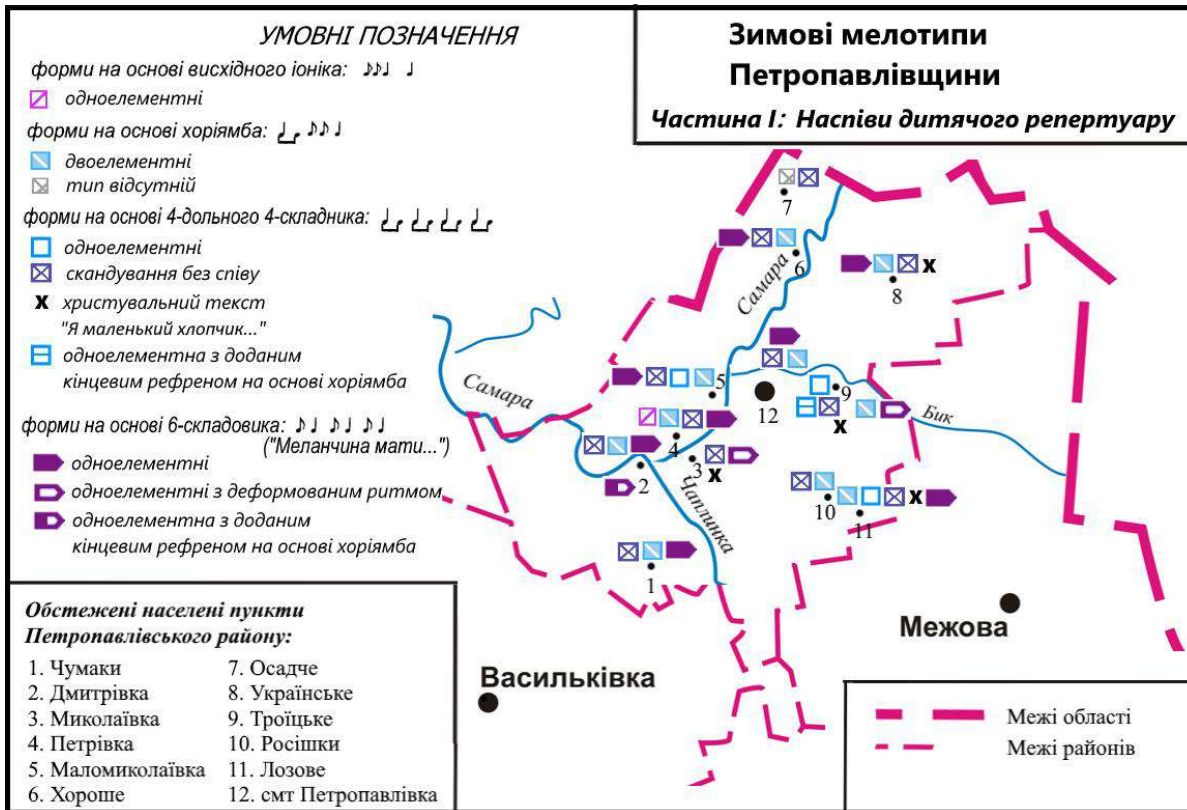 УМОВНІ ПОЗНАЧЕННЯ
форми на основі висхідного іоніка:
одноелементні
форми на основі хоріямба:
двоелементні
тип відсутній
форми на основі 4-дольного 4-складника:
одноелементні
скандування без співу
х христувальний текст
"Я маленький хлопчик..."
одноелементна з доданим
кінцевим рефреном на основі хоріямба
форми на основі 6-складовика:
("Меланчина мати...")
одноелементні
одноелементні з деформованим ритмом
одноелементна з доданим
кінцевим рефреном на основі хоріямба
Зимові мелотипи
Петропавлівщини
Частина І: Наспіви дитячого репертуару
7
6
Самара
8
х
Самара
5
12
9
х
Бик
4
3
х
2
Чаплинка
10
11
х
1
Межова
Васильківка
Обстежені населені пункти
Петропавлівського району:
1. Чумаки
2. Дмитрівка
3. Миколаївка
4. Петрівка
5. Маломиколаївка
6. Хороше
7. Осадче
8. Українське
9. Троїцьке
10. Росішки
11. Лозове
12. смт Петропавлівка
Межі області
Межі районів